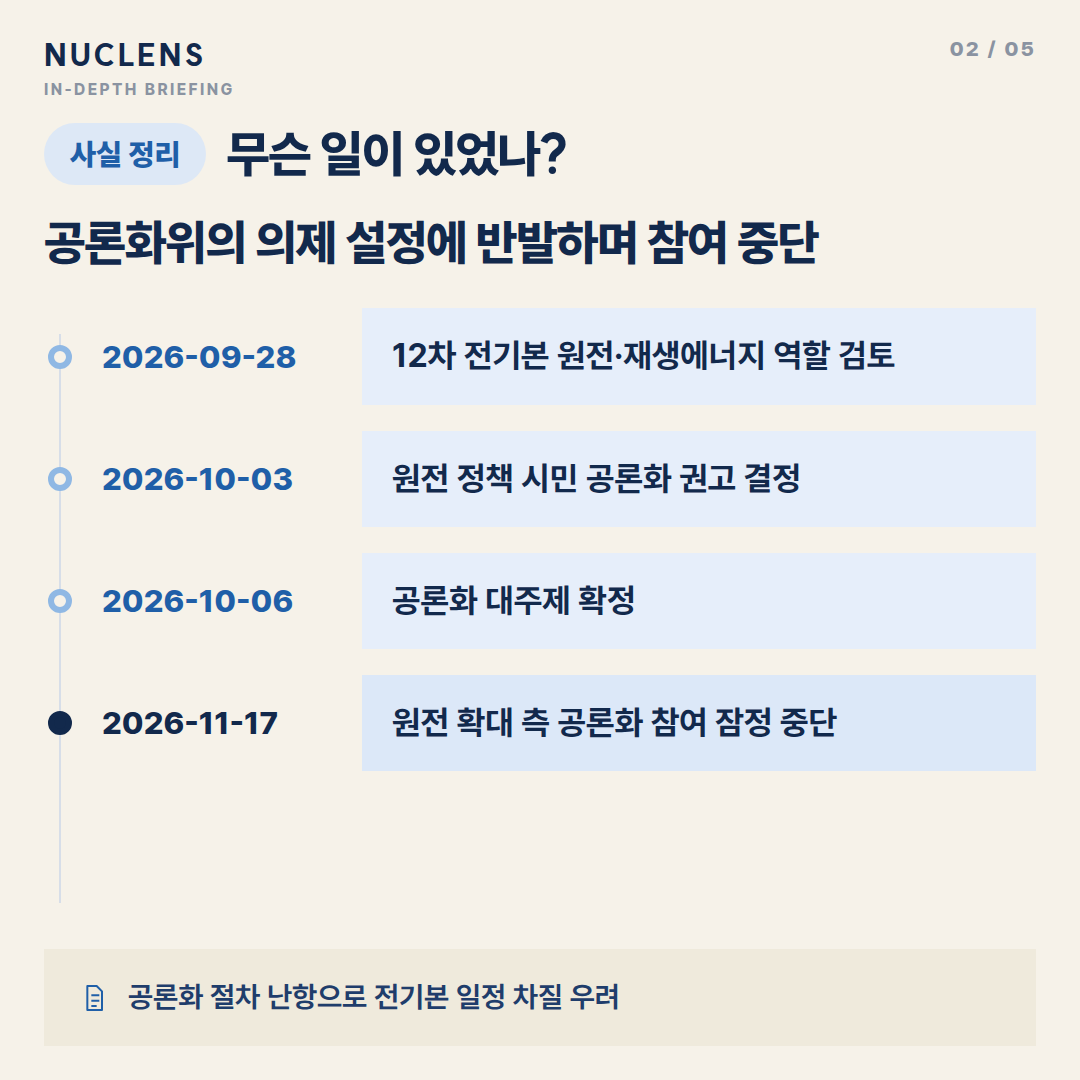 NUCLENS
IN-DEPTH BRIEFING
02 / 05
사실 정리
무슨 일이 있었나?
공론화위의 의제 설정에 반발하며 참여 중단
2026-09-28
12차 전기본 원전·재생에너지 역할 검토
2026-10-03
원전 정책 시민 공론화 권고 결정
2026-10-06
공론화 대주제 확정
2026-11-17
원전 확대 측 공론화 참여 잠정 중단
공론화 절차 난항으로 전기본 일정 차질 우려